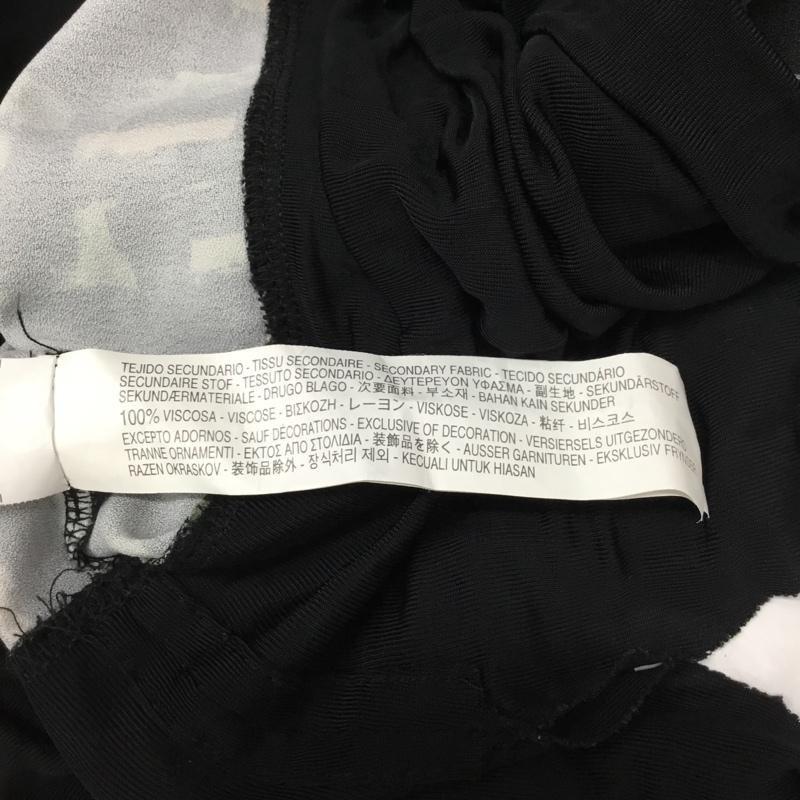 TEJIDO SECUNDARIO - TISSU SECONDAIRE - SECONDARY FABRIC - TECIDO SECUNDÁRIO
SECUNDAIRE STOF - TESSUTO SECONDARIO - ΔΕΥΤΕΡΕΥΟΝ ΥΦΑΣΜΑ - 副生地 - SEKUNDÄRSTOFF
SEKUNDÆRMATERIALE - DRUGO BLAGO - 次要面料 - 부소재 - BAHAN KAIN SEKUNDER
100% VISCOSA - VISCOSE - ΒΙΣΚΟΖΗ - レーヨン - VISKOSE - VISKOZA - 粘纤 - 비스코스
EXCEPTO ADORNOS - SAUF DÉCORATIONS - EXCLUSIVE OF DECORATION - VERSIERSELS UITGEZONDERD
TRANNE ORNAMENTI - ΕΚΤΟΣ ΑΠΟ ΣΤΟΛΙΔΙΑ - 装飾品を除く - AUSSER GARNITUREN - EKSKLUSIV
RAZEN OKRASKOV - 装饰品除外 - 장식처리 제외 - KECUALI UNTUK HIASAN